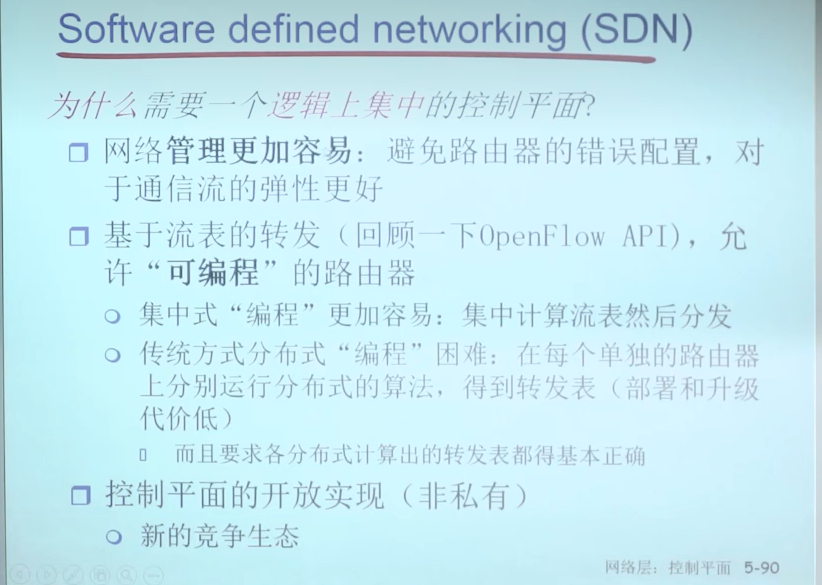 Software defined networking (SDN)
为什么需要一个逻辑上集中的控制平面?
网络管理更加容易：避免路由器的错误配置，对
于通信流的弹性更好
基于流表的转发（回顾一下OpenFlow API），允
许“可编程”的路由器
集中式“编程”更加容易：集中计算流表然后分发
传统方式分布式“编程”困难：在每个单独的路由器
上分别运行分布式的算法，得到转发表（部署和升级
代价低）
而且要求各分布式计算出的转发表都得基本正确
控制平面的开放实现（非私有）
新的竞争生态
网络层：控制平面 5-90